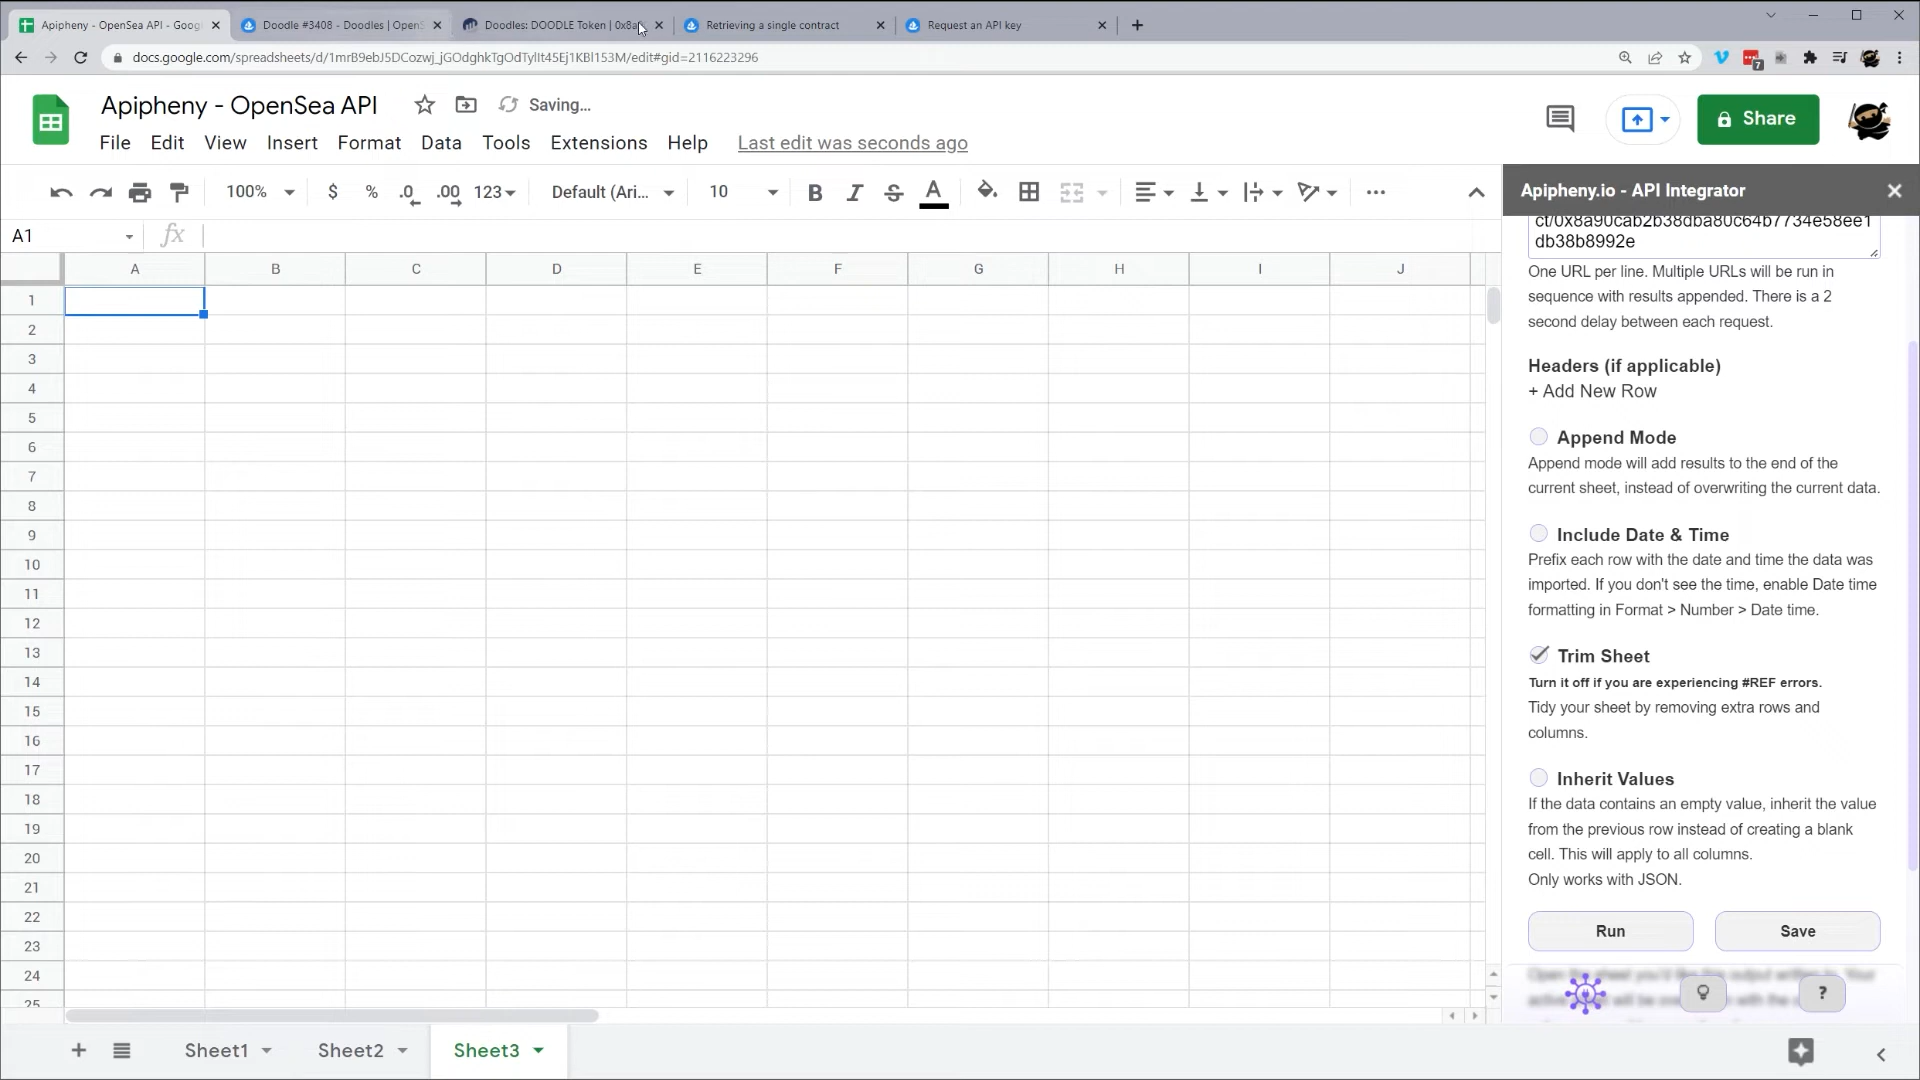 Apipheny - OpenSea API - Goog
Doodle #3408 - Doodles | OpenS
Doodles: DOODLE Token | 0x8a
Retrieving a single contract
Request an API key
docs.google.com/spreadsheets/d/1mrB9ebJ5DCozwj_jGOdghkTgOdTylIt45Ej1KBl153M/edit#gid=2116223296
7
Apipheny - OpenSea API
Saving…
Share
File
Edit
View
Insert
Format
Data
Tools
Extensions
Help
Last edit was seconds ago
100%
$
%
.0
.00
123
Default (Ari...
10
B
I
S
A
A1
fx
A
B
C
D
E
F
G
H
I
J
1
2
3
4
5
6
7
8
9
10
11
12
13
14
15
16
17
18
19
20
21
22
23
24
25
Apipheny.io - API Integrator
ct/0x8a90cab2b38dba80c64b7734e58ee1
db38b8992e
One URL per line. Multiple URLs will be run in
sequence with results appended. There is a 2
second delay between each request.
Headers (if applicable)
+ Add New Row
Append Mode
Append mode will add results to the end of the
current sheet, instead of overwriting the current data.
Include Date & Time
Prefix each row with the date and time the data was
imported. If you don't see the time, enable Date time
formatting in Format > Number > Date time.
Trim Sheet
Turn it off if you are experiencing #REF errors.
Tidy your sheet by removing extra rows and
columns.
Inherit Values
If the data contains an empty value, inherit the value
from the previous row instead of creating a blank
cell. This will apply to all columns.
Only works with JSON.
Run
Save
?
Sheet1
Sheet2
Sheet3